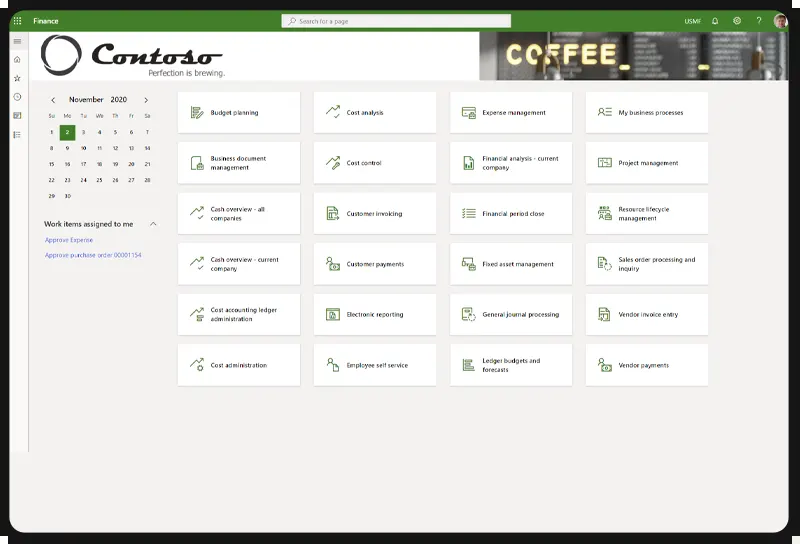 Finance
Search for a page
USMF
?
Contoso
Perfection is brewing.
COFFEE
November 2020
Su Mo Tu We Th Fr Sa
1 2 3 4 5 6 7
8 9 10 11 12 13 14
15 16 17 18 19 20 21
22 23 24 25 26 27 28
29 30
Work items assigned to me
Approve Expense
Approve purchase order 00001154
Budget planning
Cost analysis
Expense management
My business processes
Business document
management
Cost control
Financial analysis - current
company
Project management
Cash overview - all
companies
Customer invoicing
Financial period close
Resource lifecycle
management
Cash overview - current
company
Customer payments
Fixed asset management
Sales order processing and
inquiry
Cost accounting ledger
administration
Electronic reporting
General journal processing
Vendor invoice entry
Cost administration
Employee self service
Ledger budgets and
forecasts
Vendor payments